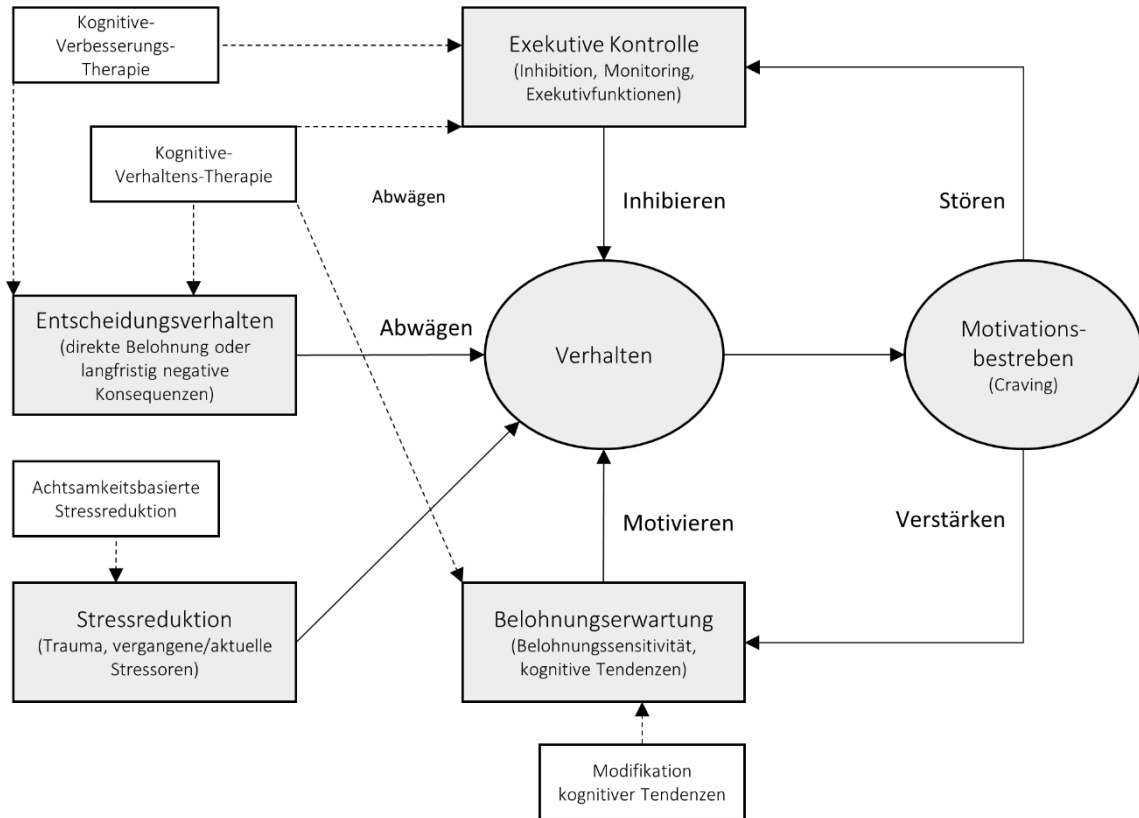 Kognitive-
Verbesserungs-
Therapie
Exekutive Kontrolle
(Inhibition, Monitoring,
Exekutivfunktionen)
Kognitive-
Verhaltens-Therapie
Abwägen
Inhibieren
Stören
Entscheidungsverhalten
(direkte Belohnung oder
langfristig negative
Konsequenzen)
Abwägen
Verhalten
Motivations-
bestreben
(Craving)
Achtsamkeitsbasierte
Stressreduktion
Motivieren
Verstärken
Stressreduktion
(Trauma, vergangene/aktuelle
Stressoren)
Belohnungserwartung
(Belohnungssensitivität,
kognitive Tendenzen)
Modifikation
kognitiver Tendenzen